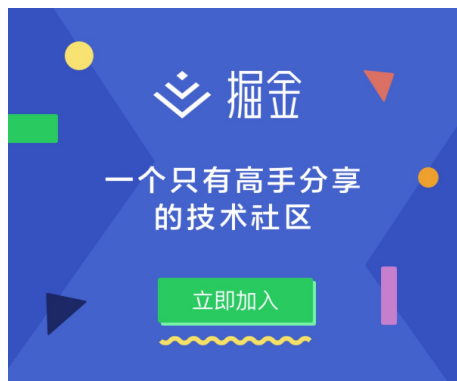 掘金
一个只有高手分享
的技术社区
立即加入